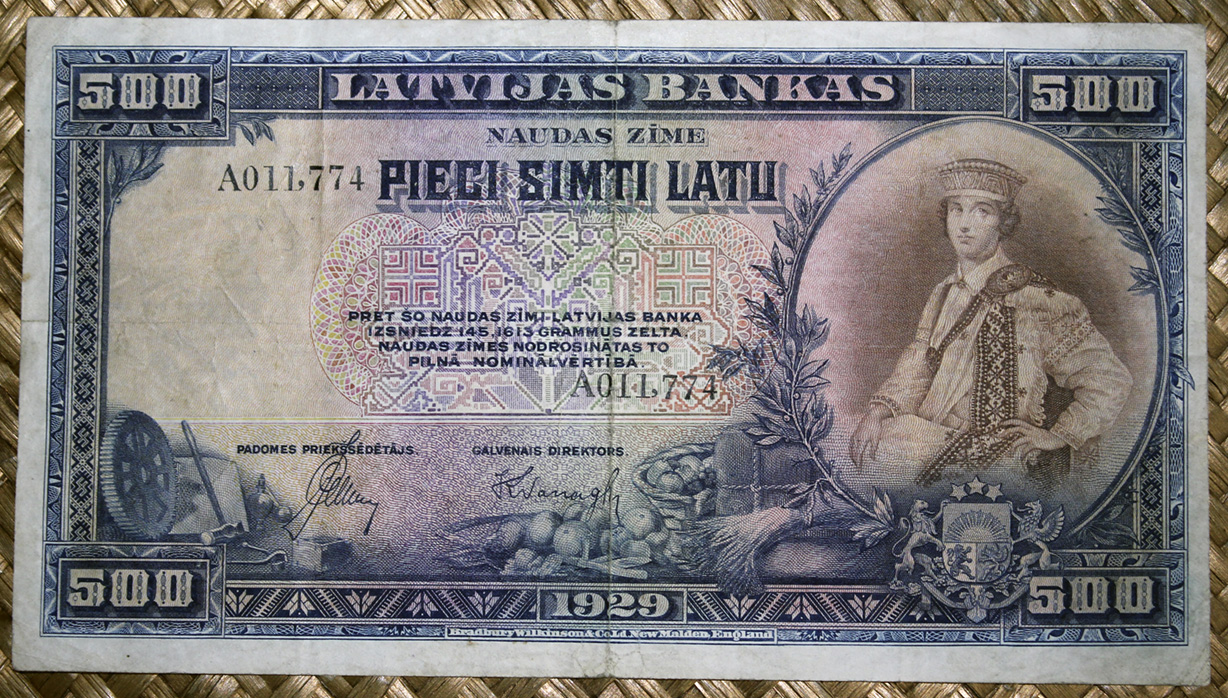 500 LATVIJAS BANKAS 500
NAUDAS ZĪME
A011,774 PIECI SIMTI LATU
PRET ŠO NAUDAS ZĪMI LATVIJAS BANKA
IZSNIEDZ 145,1613 GRAMMUS ZELTA.
NAUDAS ZĪMES NODROŠINĀTAS TO
PILNĀ NOMINĀLVĒRTĪBĀ.
A011,774
PADOMES PRIEKŠSĒDĒTĀJS. GALVENAIS DIREKTORS.
500 1929 500
Bradbury Wilkinson & Co. Ld. New Malden, England